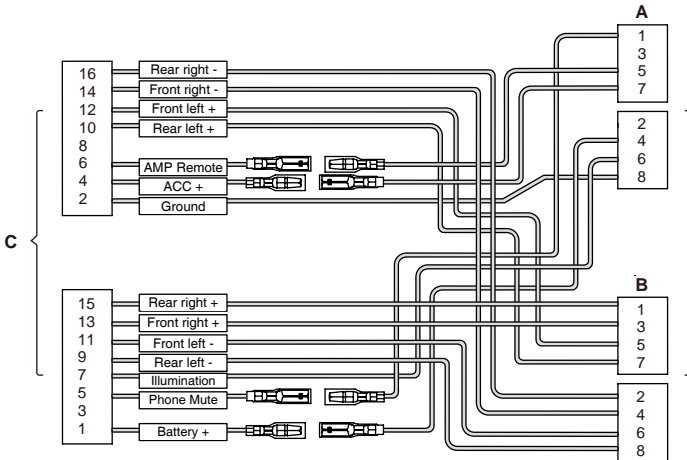 A
1
3
5
7
2
4
6
8
16 Rear right -
14 Front right -
12 Front left +
10 Rear left +
8
6 AMP Remote
4 ACC +
2 Ground
C
B
1
3
5
7
2
4
6
8
15 Rear right +
13 Front right +
11 Front left -
9 Rear left -
7 Illumination
5 Phone Mute
3
1 Battery +